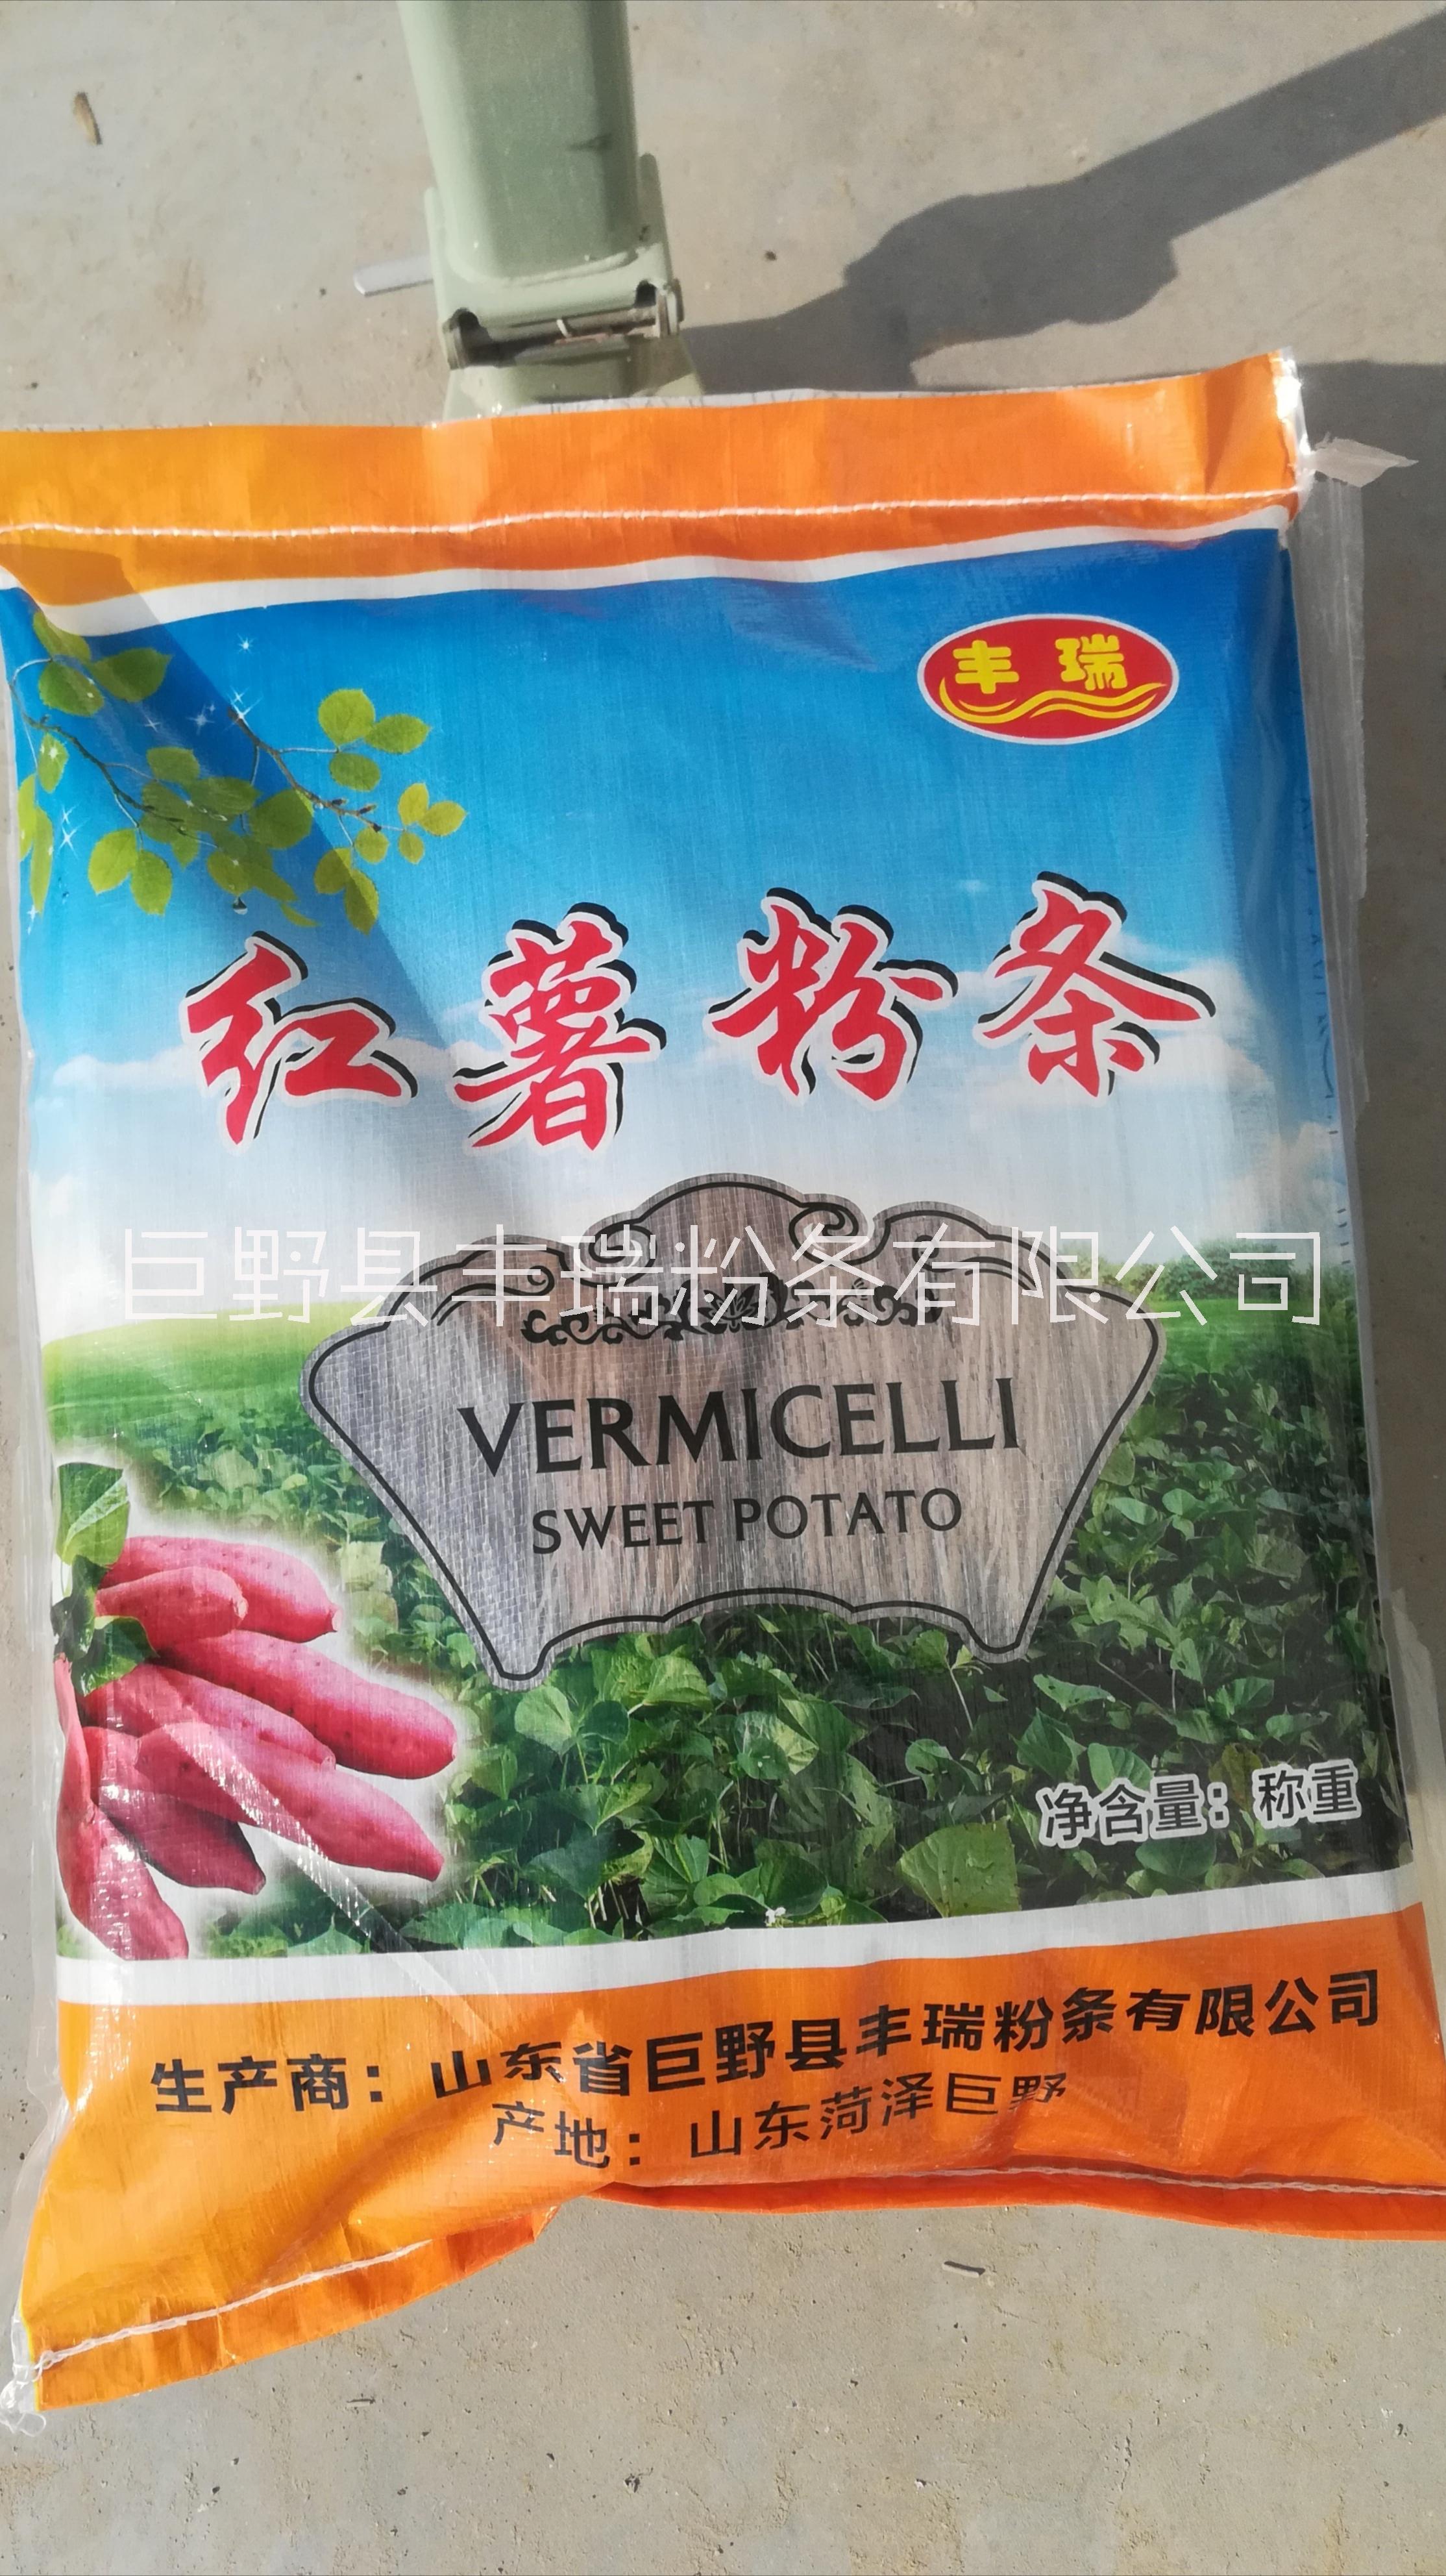 丰瑞
红薯粉条
巨野县丰瑞粉条有限公司
VERMICELLI
SWEET POTATO
净含量：称重
生产商：山东省巨野县丰瑞粉条有限公司
产地：山东菏泽巨野